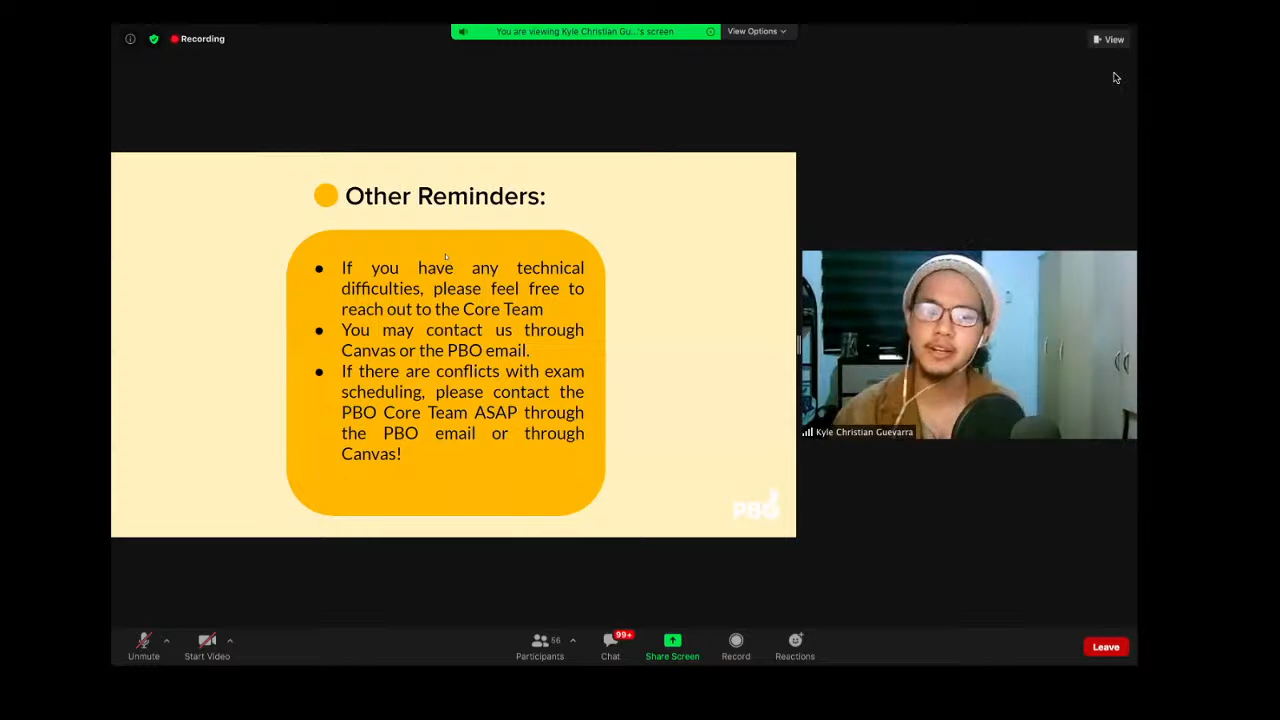 Recording
You are viewing Kyle Christian Gu...'s screen
View Options
View
Other Reminders:
● If you have any technical
difficulties, please feel free to
reach out to the Core Team
● You may contact us through
Canvas or the PBO email.
● If there are conflicts with exam
scheduling, please contact the
PBO Core Team ASAP through
the PBO email or through
Canvas!
PBO
Kyle Christian Guevarra
Unmute
Start Video
56
Participants
99+
Chat
Share Screen
Record
Reactions
Leave